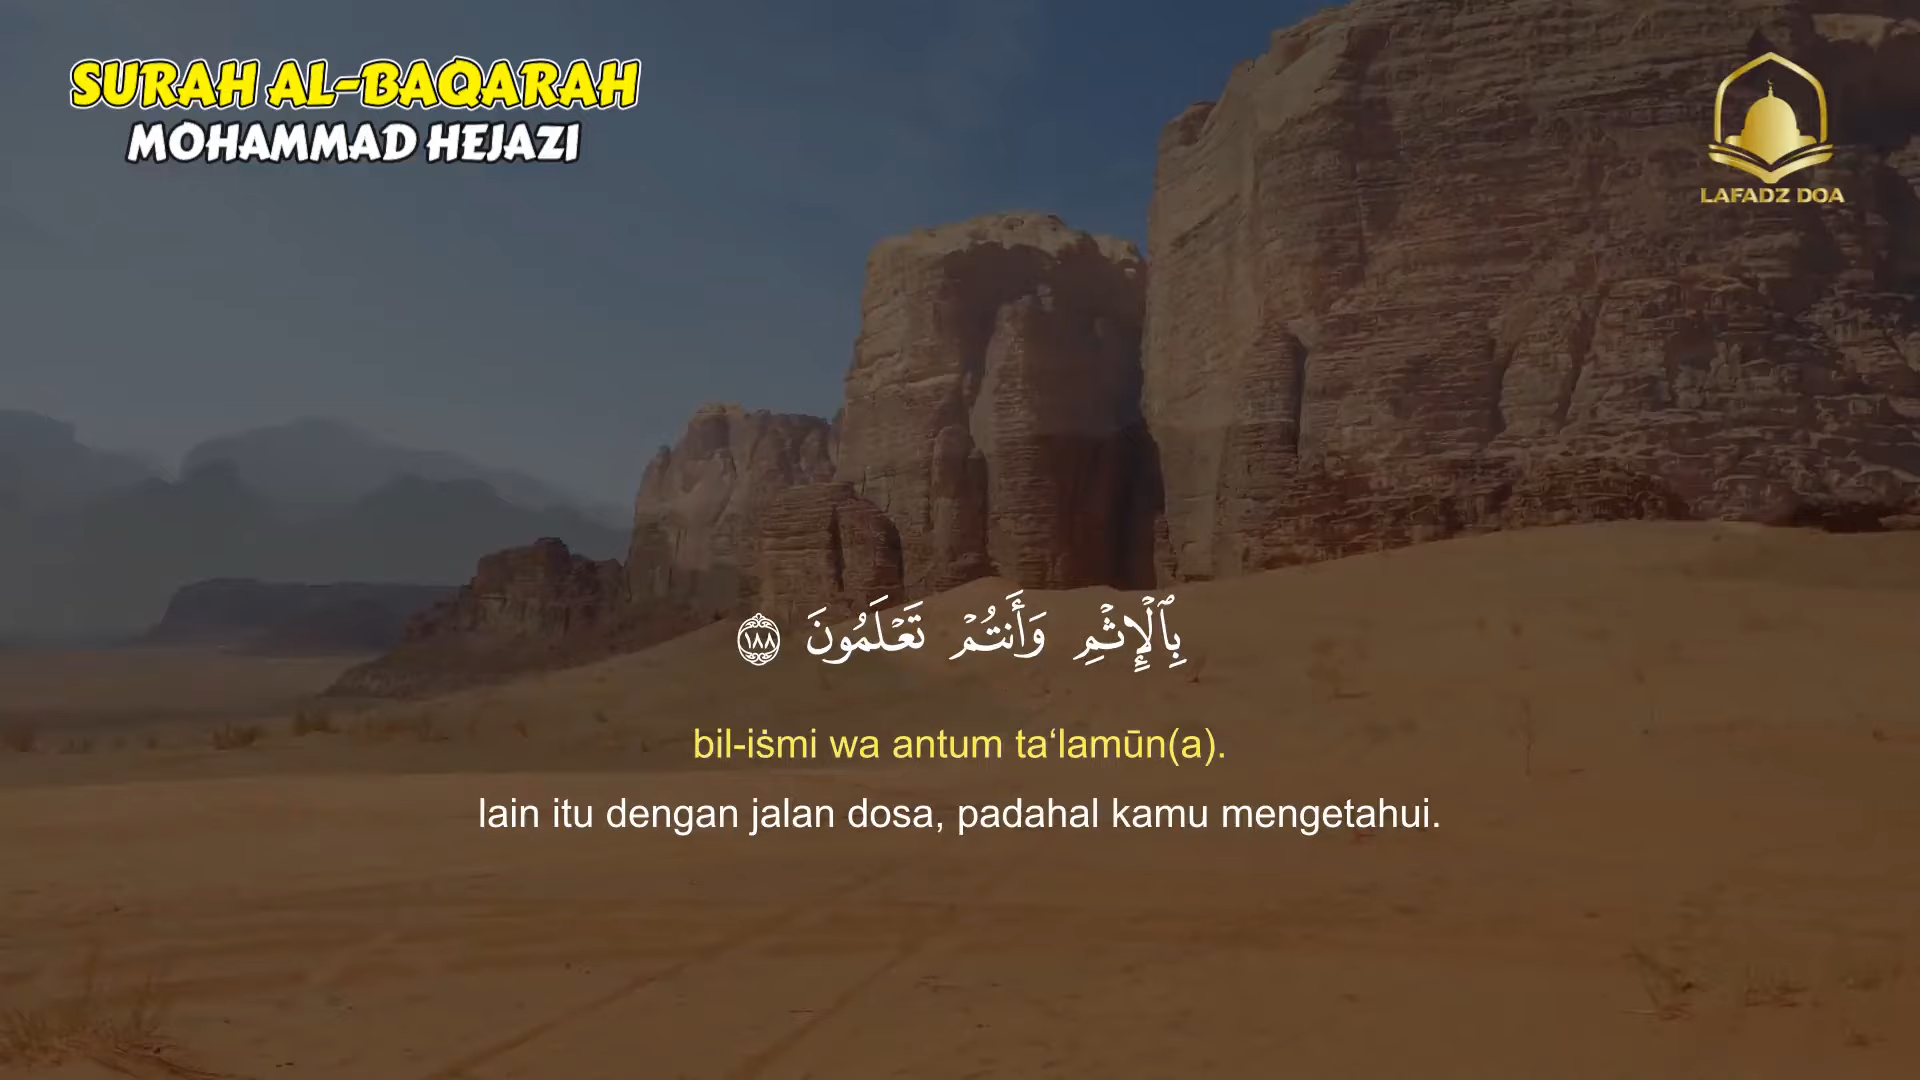 SURAH AL-BAQARAH
MOHAMMAD HEJAZI
LAFADZ DOA
بِٱلْإِثْمِ وَأَنتُمْ تَعْلَمُونَ ١٨٨
bil-iṡmi wa antum ta‘lamūn(a).
lain itu dengan jalan dosa, padahal kamu mengetahui.